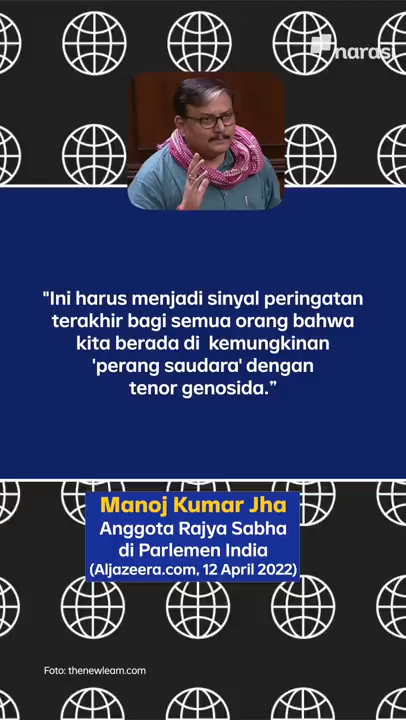 narasi
"Ini harus menjadi sinyal peringatan
terakhir bagi semua orang bahwa
kita berada di kemungkinan
'perang saudara' dengan
tenor genosida.”
Manoj Kumar Jha
Anggota Rajya Sabha
di Parlemen India
(Aljazeera.com, 12 April 2022)
Foto: thenewleam.com